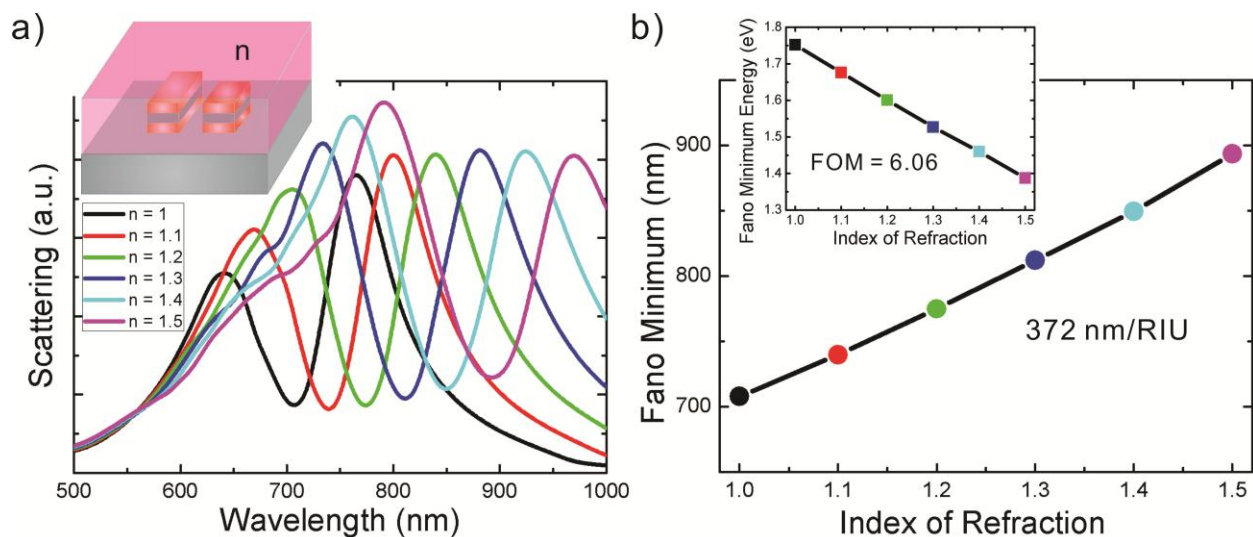 a)
n
Scattering (a.u.)
n = 1
n = 1.1
n = 1.2
n = 1.3
n = 1.4
n = 1.5
500 600 700 800 900 1000
Wavelength (nm)
b)
Fano Minimum (nm)
900
800
700
Fano Minimum Energy (eV)
1.8
1.7
1.6
1.5
1.4
1.3
FOM = 6.06
1.0 1.1 1.2 1.3 1.4 1.5
Index of Refraction
372 nm/RIU
1.0 1.1 1.2 1.3 1.4 1.5
Index of Refraction